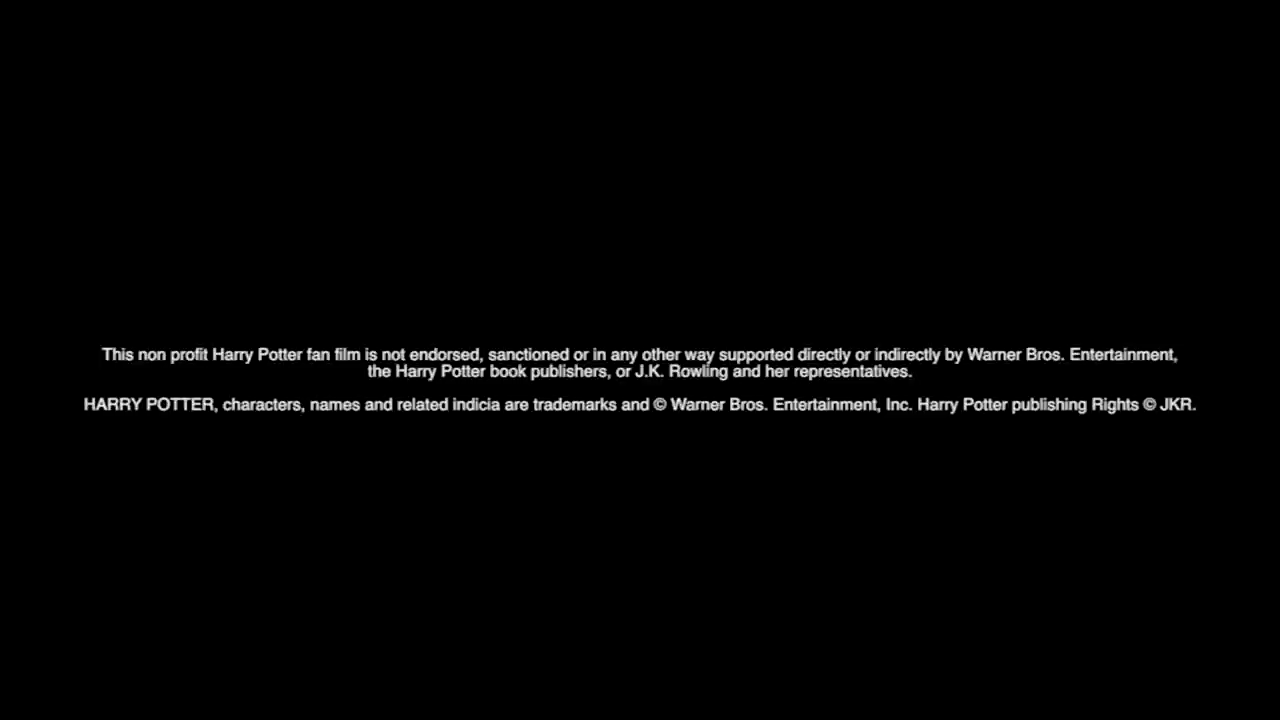 This non profit Harry Potter fan film is not endorsed, sanctioned or in any other way supported directly or indirectly by Warner Bros. Entertainment,
the Harry Potter book publishers, or J.K. Rowling and her representatives.
HARRY POTTER, characters, names and related indicia are trademarks and © Warner Bros. Entertainment, Inc. Harry Potter publishing Rights © JKR.